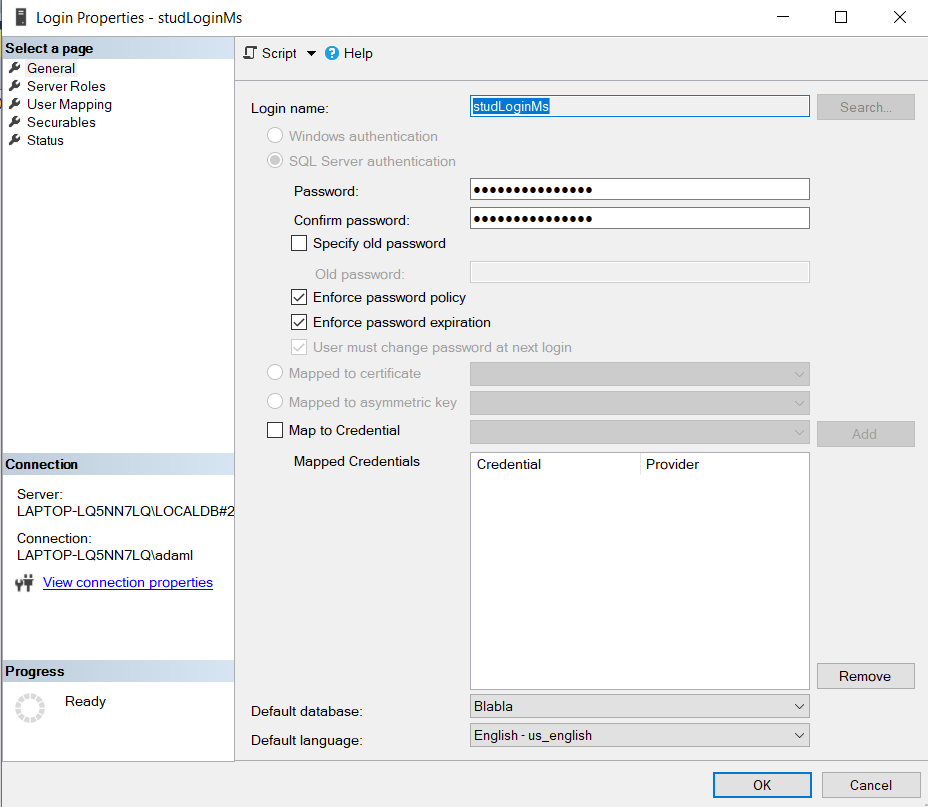 Login Properties - studLoginMs
Select a page
General
Server Roles
User Mapping
Securables
Status
Connection
Server:
LAPTOP-LQ5NN7LQ\LOCALDB#2
Connection:
LAPTOP-LQ5NN7LQ\adaml
View connection properties
Progress
Ready
Script Help
Login name: studLoginMs Search...
Windows authentication
SQL Server authentication
Password: ●●●●●●●●●●●●●●●
Confirm password: ●●●●●●●●●●●●●●●
Specify old password
Old password:
Enforce password policy
Enforce password expiration
User must change password at next login
Mapped to certificate
Mapped to asymmetric key
Map to Credential Add
Mapped Credentials Credential Provider
Remove
Default database: Blabla
Default language: English - us_english
OK Cancel